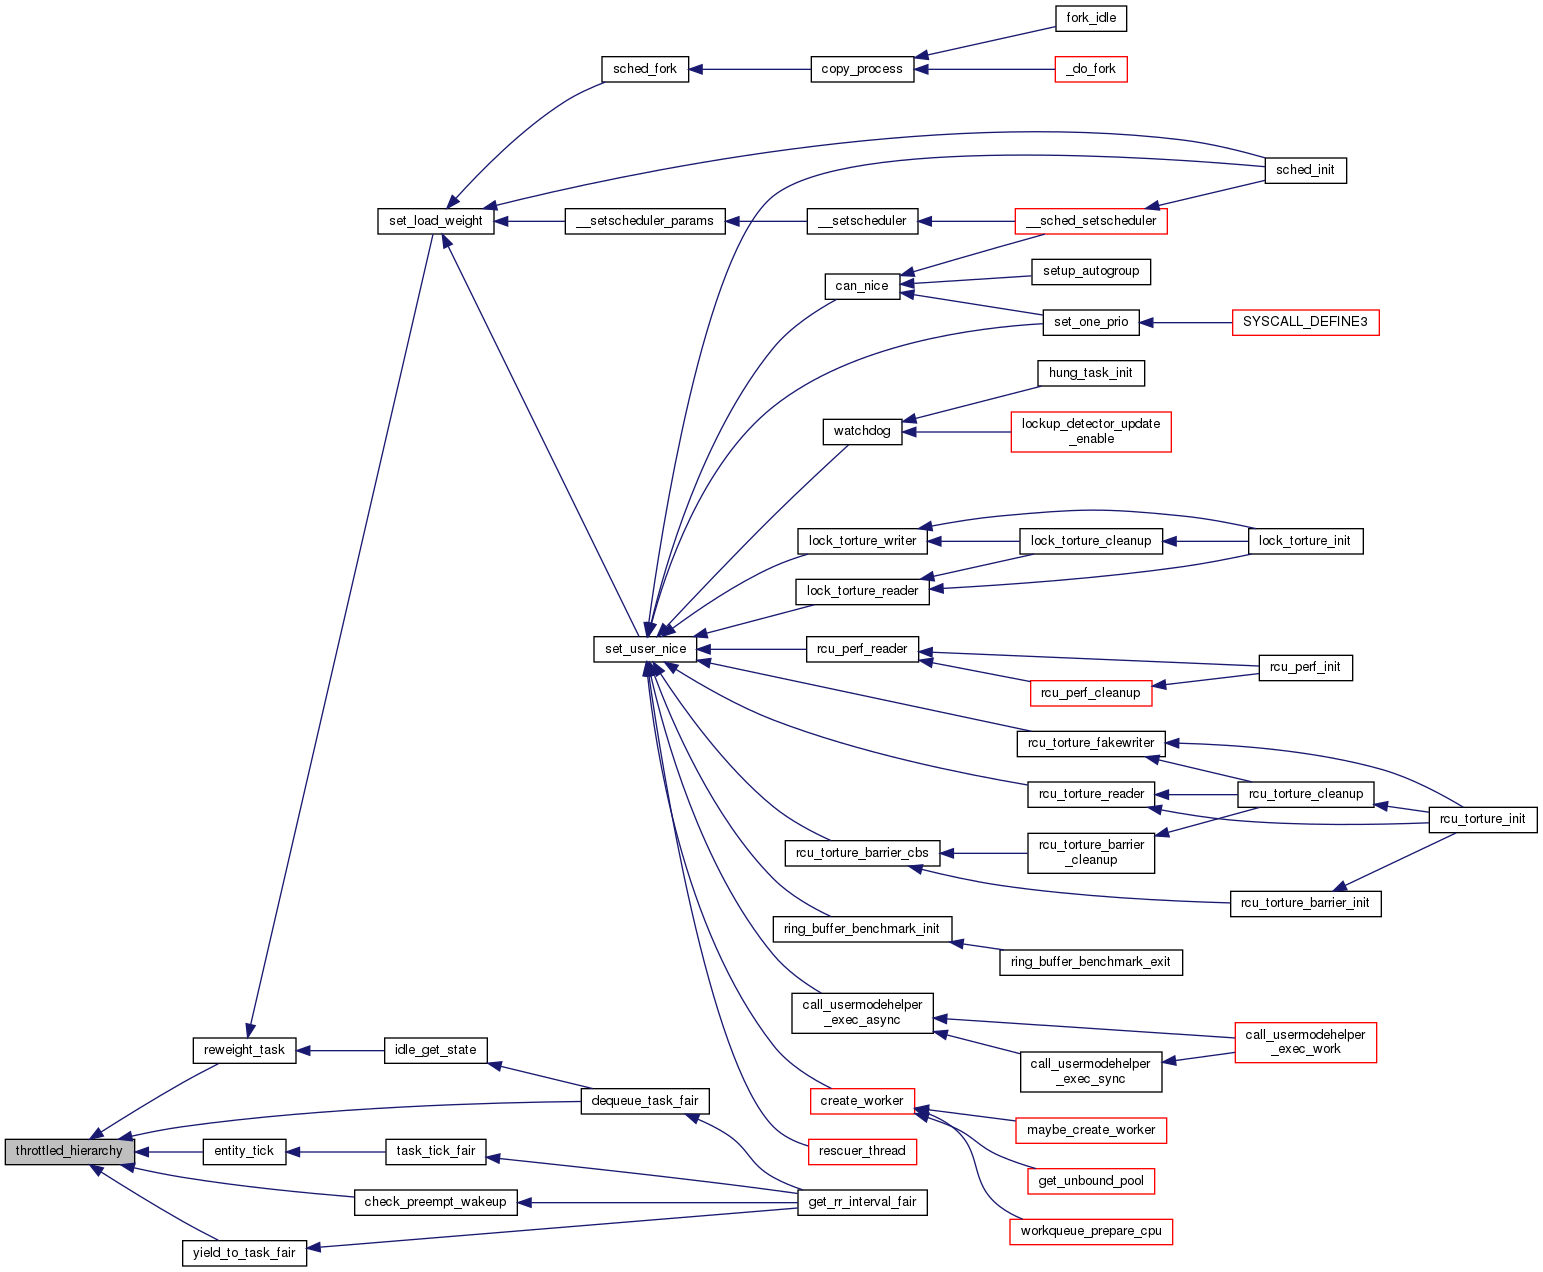 fork_idle
sched_fork
copy_process
_do_fork
sched_init
set_load_weight
__setscheduler_params
__setscheduler
__sched_setscheduler
can_nice
setup_autogroup
set_one_prio
SYSCALL_DEFINE3
hung_task_init
watchdog
lockup_detector_update
_enable
lock_torture_writer
lock_torture_cleanup
lock_torture_init
lock_torture_reader
set_user_nice
rcu_perf_reader
rcu_perf_init
rcu_perf_cleanup
rcu_torture_fakewriter
rcu_torture_reader
rcu_torture_cleanup
rcu_torture_init
rcu_torture_barrier_cbs
rcu_torture_barrier
_cleanup
rcu_torture_barrier_init
ring_buffer_benchmark_init
ring_buffer_benchmark_exit
call_usermodehelper
_exec_async
call_usermodehelper
_exec_work
call_usermodehelper
_exec_sync
reweight_task
idle_get_state
dequeue_task_fair
create_worker
maybe_create_worker
throttled_hierarchy
entity_tick
task_tick_fair
rescuer_thread
get_unbound_pool
check_preempt_wakeup
get_rr_interval_fair
workqueue_prepare_cpu
yield_to_task_fair